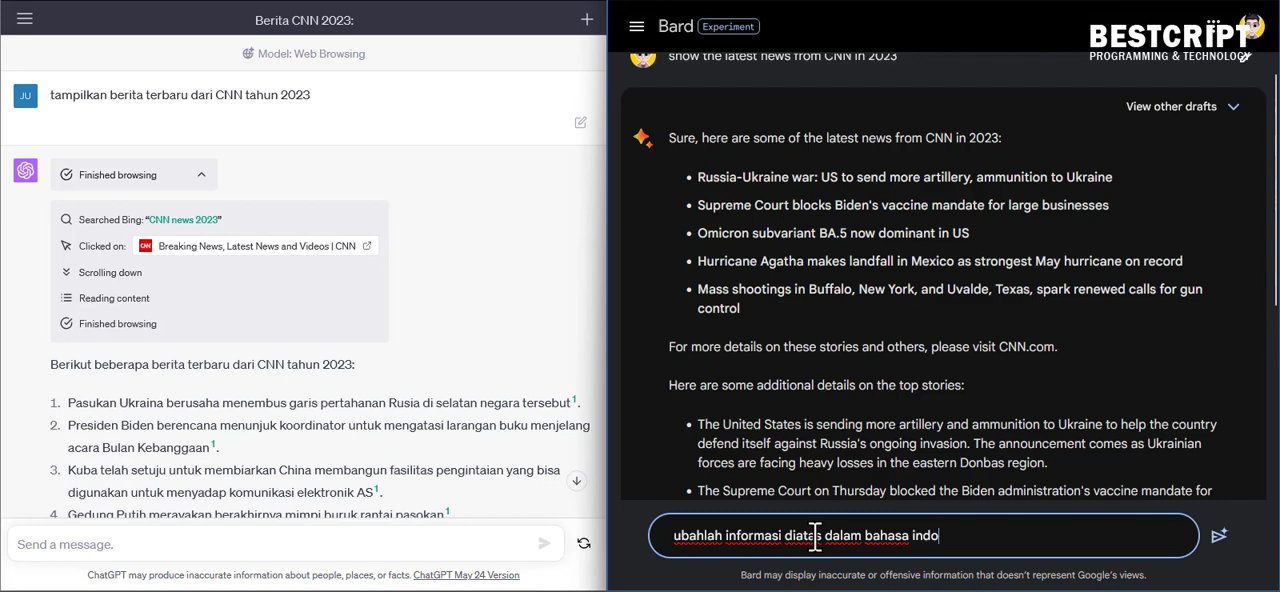 Berita CNN 2023:
Model: Web Browsing
JU
tampilkan berita terbaru dari CNN tahun 2023
Finished browsing
Searched Bing: “CNN news 2023”
Clicked on: CNN Breaking News, Latest News and Videos | CNN
Scrolling down
Reading content
Finished browsing
Berikut beberapa berita terbaru dari CNN tahun 2023:
1. Pasukan Ukraina berusaha menembus garis pertahanan Rusia di selatan negara tersebut1.
2. Presiden Biden berencana menunjuk koordinator untuk mengatasi larangan buku menjelang
acara Bulan Kebanggaan1.
3. Kuba telah setuju untuk membiarkan China membangun fasilitas pengintaian yang bisa
digunakan untuk menyadap komunikasi elektronik AS1.
4. Gedung Putih merayakan berakhirnya mimpi buruk rantai pasokan1
Send a message.
ChatGPT may produce inaccurate information about people, places, or facts. ChatGPT May 24 Version
Bard Experiment
BESTCRIPT
PROGRAMMING & TECHNOLOGY
show the latest news from CNN in 2023
View other drafts
Sure, here are some of the latest news from CNN in 2023:
• Russia-Ukraine war: US to send more artillery, ammunition to Ukraine
• Supreme Court blocks Biden's vaccine mandate for large businesses
• Omicron subvariant BA.5 now dominant in US
• Hurricane Agatha makes landfall in Mexico as strongest May hurricane on record
• Mass shootings in Buffalo, New York, and Uvalde, Texas, spark renewed calls for gun
control
For more details on these stories and others, please visit CNN.com.
Here are some additional details on the top stories:
• The United States is sending more artillery and ammunition to Ukraine to help the country
defend itself against Russia's ongoing invasion. The announcement comes as Ukrainian
forces are facing heavy losses in the eastern Donbas region.
• The Supreme Court on Thursday blocked the Biden administration's vaccine mandate for
ubahlah informasi diatas dalam bahasa indo
Bard may display inaccurate or offensive information that doesn't represent Google's views.